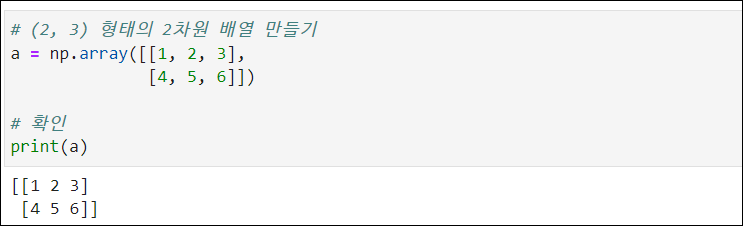 # (2, 3) 형태의 2차원 배열 만들기
a = np.array([[1, 2, 3],
              [4, 5, 6]])
# 확인
print(a)
[[1 2 3]
 [4 5 6]]